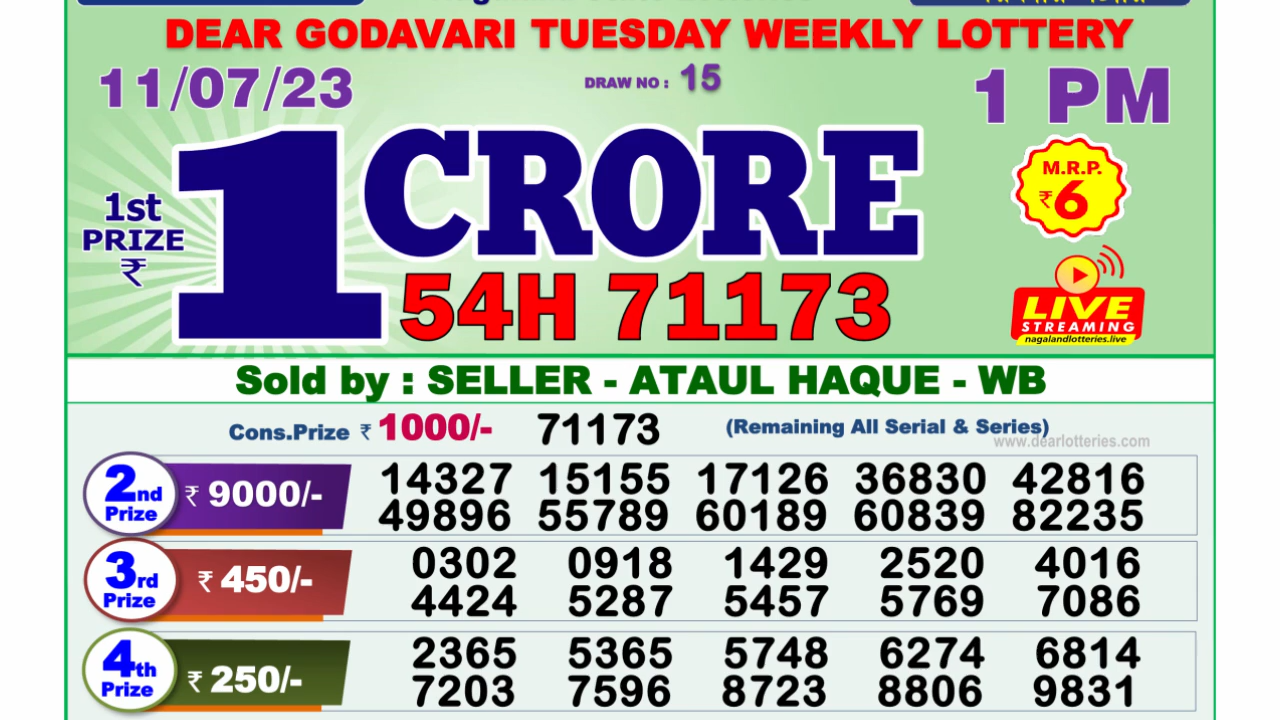 DEAR GODAVARI TUESDAY WEEKLY LOTTERY
11/07/23
DRAW NO : 15
1 PM
1st
PRIZE
₹
1 CRORE
54H 71173
M.R.P.
₹6
LIVE
STREAMING
nagalandlotteries.live
Sold by : SELLER - ATAUL HAQUE - WB
Cons.Prize ₹ 1000/- 71173 (Remaining All Serial & Series)
www.dearlotteries.com
2nd Prize ₹ 9000/-
14327 15155 17126 36830 42816
49896 55789 60189 60839 82235
3rd Prize ₹ 450/-
0302 0918 1429 2520 4016
4424 5287 5457 5769 7086
4th Prize ₹ 250/-
2365 5365 5748 6274 6814
7203 7596 8723 8806 9831